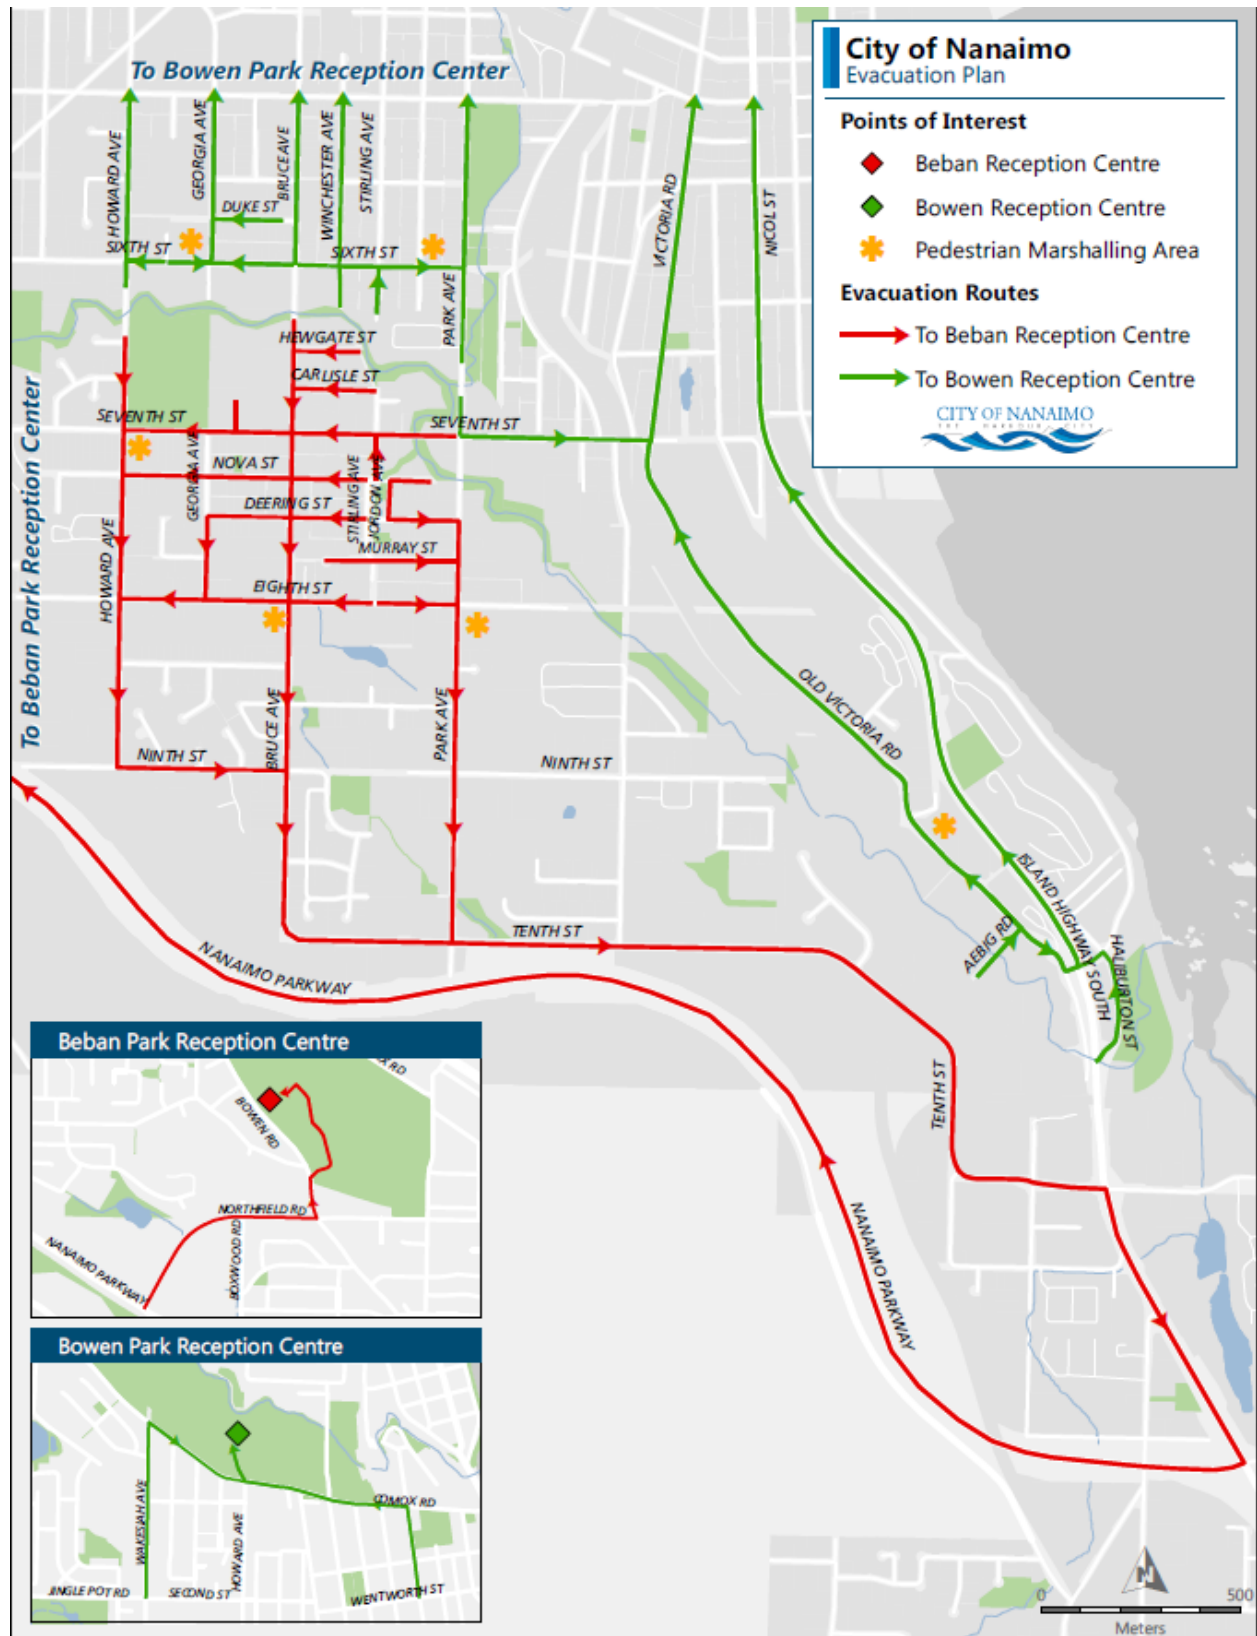 To Bowen Park Reception Center
City of Nanaimo
Evacuation Plan
Points of Interest
Beban Reception Centre
Bowen Reception Centre
Pedestrian Marshalling Area
Evacuation Routes
To Beban Reception Centre
To Bowen Reception Centre
CITY OF NANAIMO
THE HARBOUR CITY
HOWARD AVE
GEORGIA AVE
BRUCE AVE
WINCHESTER AVE
STIRLING AVE
DUKE ST
SIXTH ST
SIXTH ST
VICTORIA RD
NICOL ST
PARK AVE
HEWGATE ST
CARLISLE ST
To Beban Park Reception Center
SEVENTH ST
SEVENTH ST
GEORGIA AVE
NOVA ST
STIRLING AVE
JORDON AVE
DEERING ST
MURRAY ST
HOWARD AVE
EIGHTH ST
OLD VICTORIA RD
BRUCE AVE
PARK AVE
NINTH ST
NINTH ST
ISLAND HIGHWAY SOUTH
AEBIG RD
HALIBURTON ST
TENTH ST
NANAIMO PARKWAY
TENTH ST
NANAIMO PARKWAY
Beban Park Reception Centre
OX RD
BOWEN RD
NORTHFIELD RD
BOXWOOD RD
NANAIMO PARKWAY
Bowen Park Reception Centre
COMOX RD
WAKESIAH AVE
HOWARD AVE
JINGLE POT RD
SECOND ST
WENTWORTH ST
N
0
500
Meters